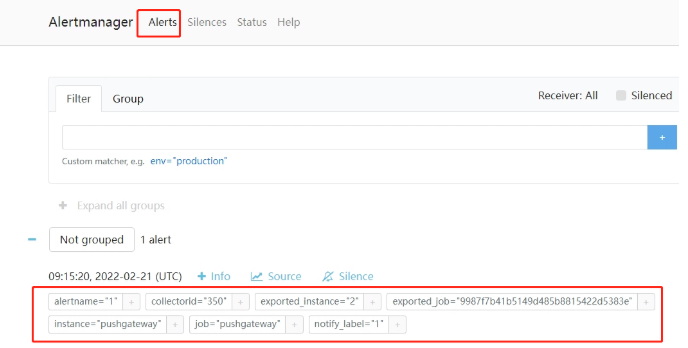 Alertmanager Alerts Silences Status Help
Filter Group Receiver: All Silenced
+
Custom matcher, e.g. env="production"
+ Expand all groups
− Not grouped 1 alert
09:15:20, 2022-02-21 (UTC) + Info Source Silence
alertname="1" + collectorId="350" + exported_instance="2" + exported_job="9987f7b41b5149d485b8815422d5383e" +
instance="pushgateway" + job="pushgateway" + notify_label="1" +